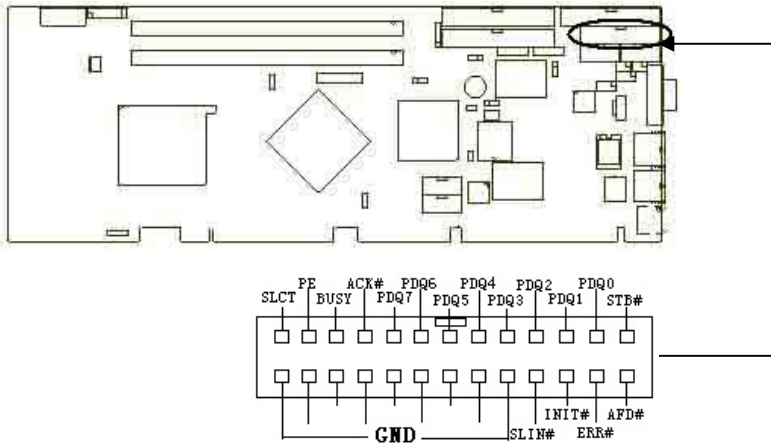 PE ACK# PDQ6 PDQ4 PDQ2 PDQ0
SLCT BUSY PDQ7 PDQ5 PDQ3 PDQ1 STB#
INIT# AFD#
GND SLIN# ERR#